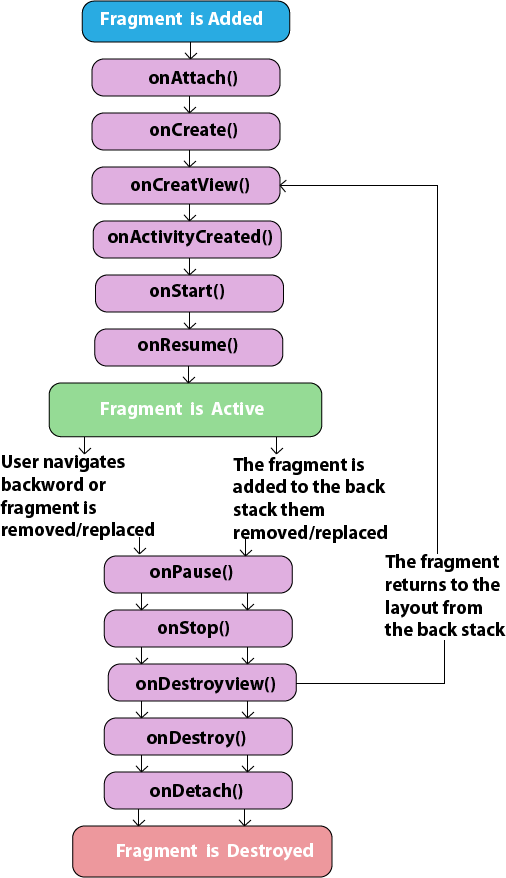 Fragment is Added
onAttach()
onCreate()
onCreatView()
onActivityCreated()
onStart()
onResume()
Fragment is Active
User navigates
backword or
fragment is
removed/replaced
The fragment is
added to the back
stack them
removed/replaced
onPause()
onStop()
onDestroyview()
onDestroy()
onDetach()
Fragment is Destroyed
The fragment
returns to the
layout from
the back stack